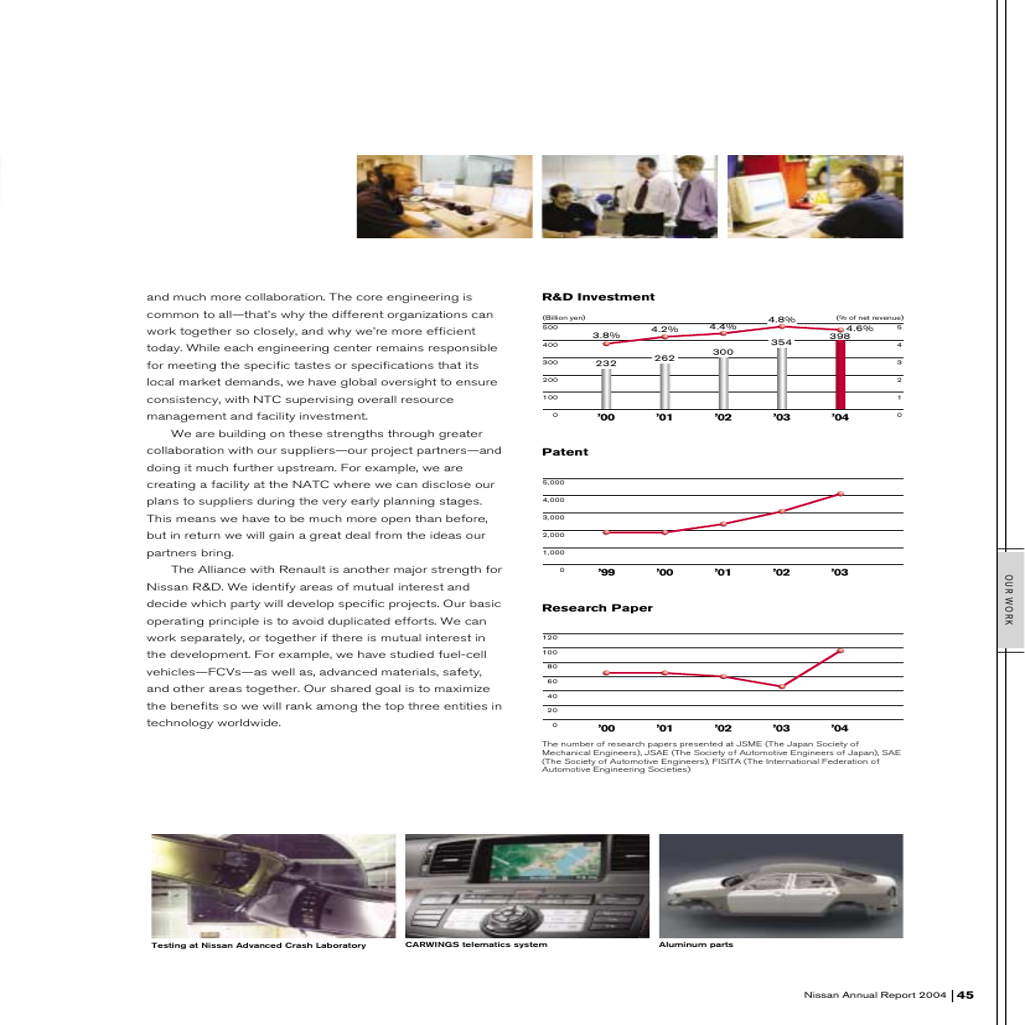 and much more collaboration. The core engineering is
common to all—that's why the different organizations can
work together so closely, and why we're more efficient
today. While each engineering center remains responsible
for meeting the specific tastes or specifications that its
local market demands, we have global oversight to ensure
consistency, with NTC supervising overall resource
management and facility investment.
We are building on these strengths through greater
collaboration with our suppliers—our project partners—and
doing it much further upstream. For example, we are
creating a facility at the NATC where we can disclose our
plans to suppliers during the very early planning stages.
This means we have to be much more open than before,
but in return we will gain a great deal from the ideas our
partners bring.
The Alliance with Renault is another major strength for
Nissan R&D. We identify areas of mutual interest and
decide which party will develop specific projects. Our basic
operating principle is to avoid duplicated efforts. We can
work separately, or together if there is mutual interest in
the development. For example, we have studied fuel-cell
vehicles—FCVs—as well as, advanced materials, safety,
and other areas together. Our shared goal is to maximize
the benefits so we will rank among the top three entities in
technology worldwide.
R&D Investment
(Billion yen) (% of net revenue)
500 3.8% 4.2% 4.4% 4.8% 4.6% 5
400 398 4
300 232 262 300 354 3
200 2
100 1
0 '00 '01 '02 '03 '04 0
Patent
5,000
4,000
3,000
2,000
1,000
0 '99 '00 '01 '02 '03
Research Paper
120
100
80
60
40
20
0 '00 '01 '02 '03 '04
The number of research papers presented at JSME (The Japan Society of
Mechanical Engineers), JSAE (The Society of Automotive Engineers of Japan), SAE
(The Society of Automotive Engineers), FISITA (The International Federation of
Automotive Engineering Societies)
OUR WORK
Testing at Nissan Advanced Crash Laboratory
CARWINGS telematics system
Aluminum parts
Nissan Annual Report 2004 45